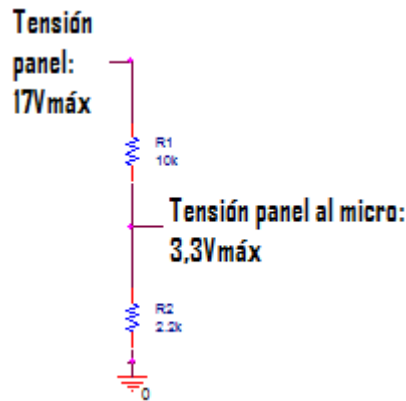 Tensión
panel:
17Vmáx
R1
10k
Tensión panel al micro:
3,3Vmáx
R2
2.2k
0